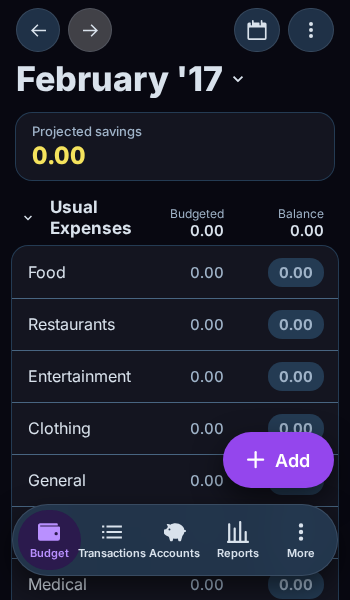 February '17
Projected savings
0.00
Usual Expenses
Budgeted
0.00
Balance
0.00
Food 0.00 0.00
Restaurants 0.00 0.00
Entertainment 0.00 0.00
Clothing 0.00 0.00
Add
General 0.00
Budget Transactions Accounts Reports More
Medical 0.00 0.00